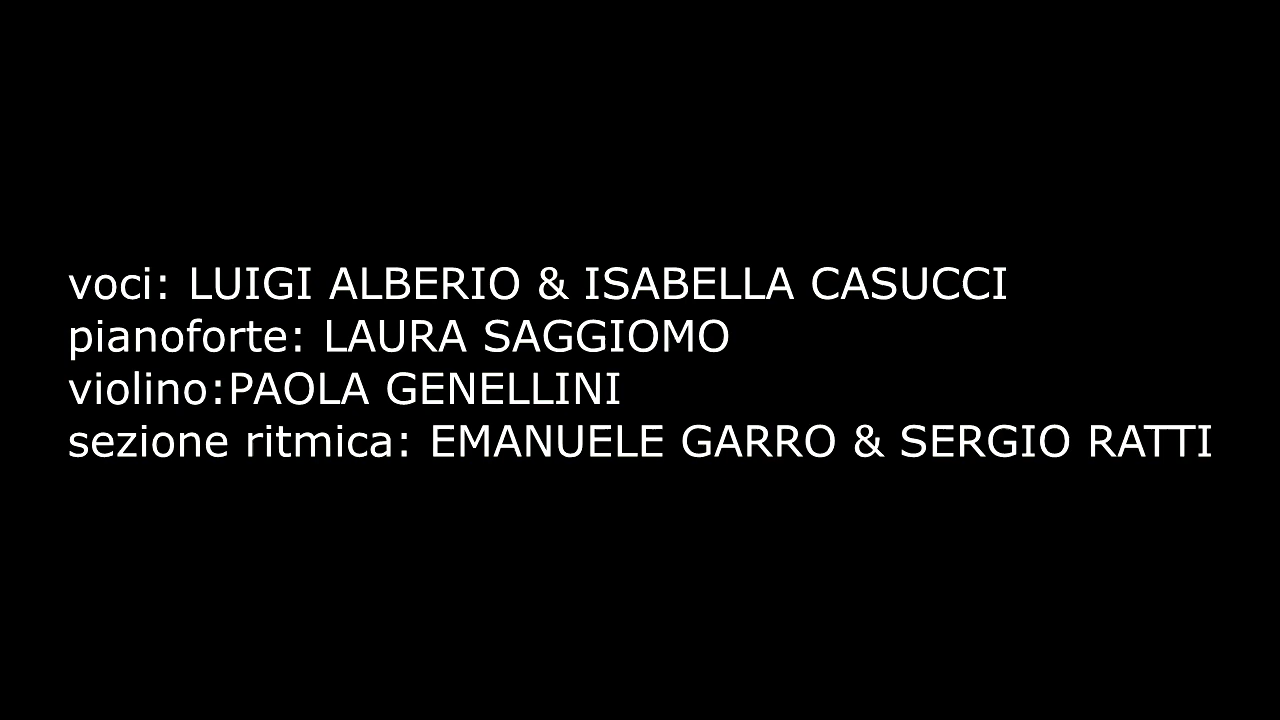 voci: LUIGI ALBERIO & ISABELLA CASUCCI
pianoforte: LAURA SAGGIOMO
violino:PAOLA GENELLINI
sezione ritmica: EMANUELE GARRO & SERGIO RATTI